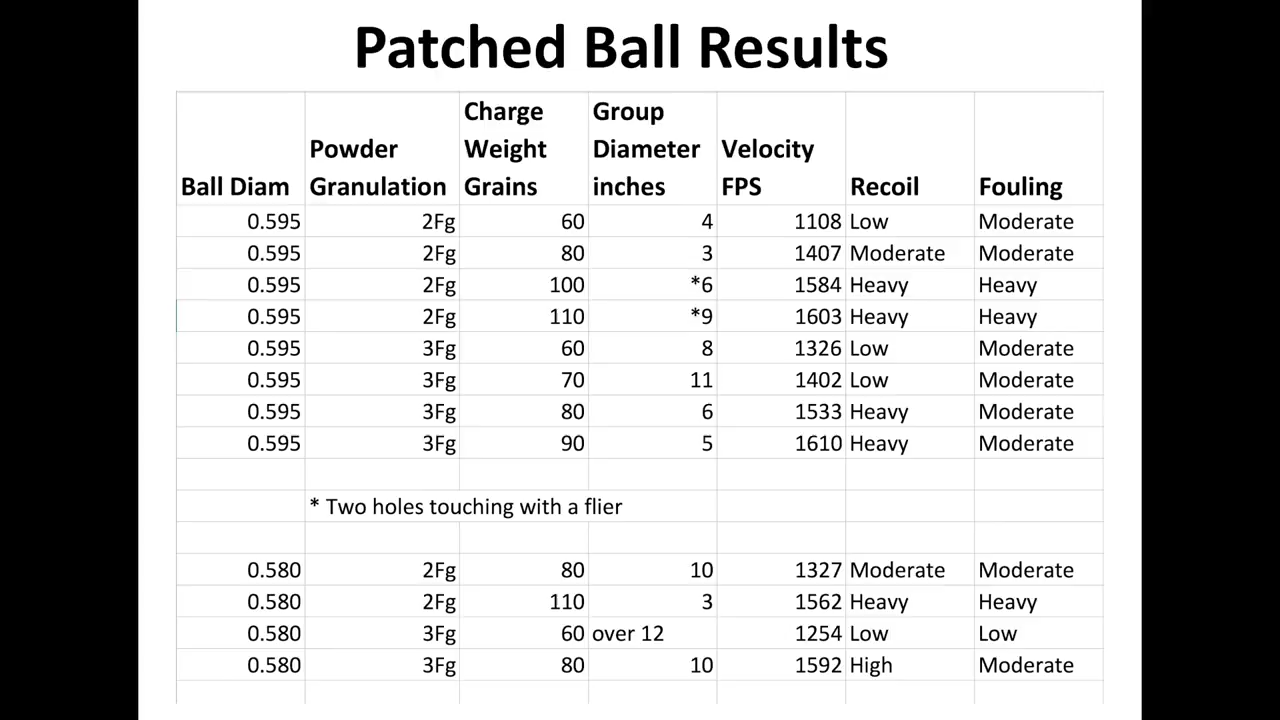 Patched Ball Results
Ball Diam Powder Granulation Charge Weight Grains Group Diameter inches Velocity FPS Recoil Fouling
0.595 2Fg 60 4 1108 Low Moderate
0.595 2Fg 80 3 1407 Moderate Moderate
0.595 2Fg 100 *6 1584 Heavy Heavy
0.595 2Fg 110 *9 1603 Heavy Heavy
0.595 3Fg 60 8 1326 Low Moderate
0.595 3Fg 70 11 1402 Low Moderate
0.595 3Fg 80 6 1533 Heavy Moderate
0.595 3Fg 90 5 1610 Heavy Moderate
* Two holes touching with a flier
0.580 2Fg 80 10 1327 Moderate Moderate
0.580 2Fg 110 3 1562 Heavy Heavy
0.580 3Fg 60 over 12 1254 Low Low
0.580 3Fg 80 10 1592 High Moderate